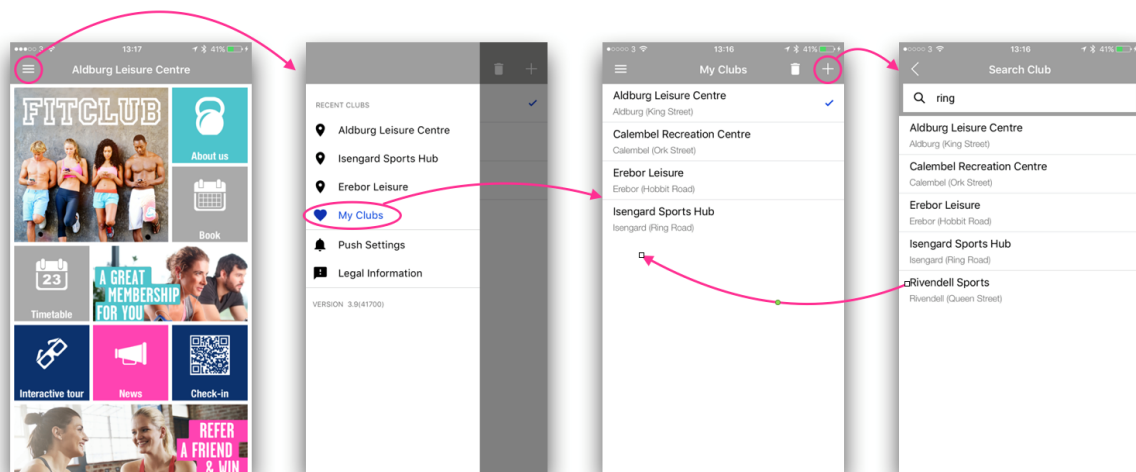 13:17
41%
Aldburg Leisure Centre
FITCLUB
About us
Book
23
Timetable
A GREAT
MEMBERSHIP
FOR YOU
Interactive tour
News
Check-in
REFER
A FRIEND
& WIN
RECENT CLUBS
Aldburg Leisure Centre
Isengard Sports Hub
Erebor Leisure
My Clubs
Push Settings
Legal Information
VERSION 3.9(41700)
3
13:16
41%
My Clubs
Aldburg Leisure Centre
Aldburg (King Street)
Calembel Recreation Centre
Calembel (Ork Street)
Erebor Leisure
Erebor (Hobbit Road)
Isengard Sports Hub
Isengard (Ring Road)
3
13:16
41%
Search Club
ring
Aldburg Leisure Centre
Aldburg (King Street)
Calembel Recreation Centre
Calembel (Ork Street)
Erebor Leisure
Erebor (Hobbit Road)
Isengard Sports Hub
Isengard (Ring Road)
Rivendell Sports
Rivendell (Queen Street)